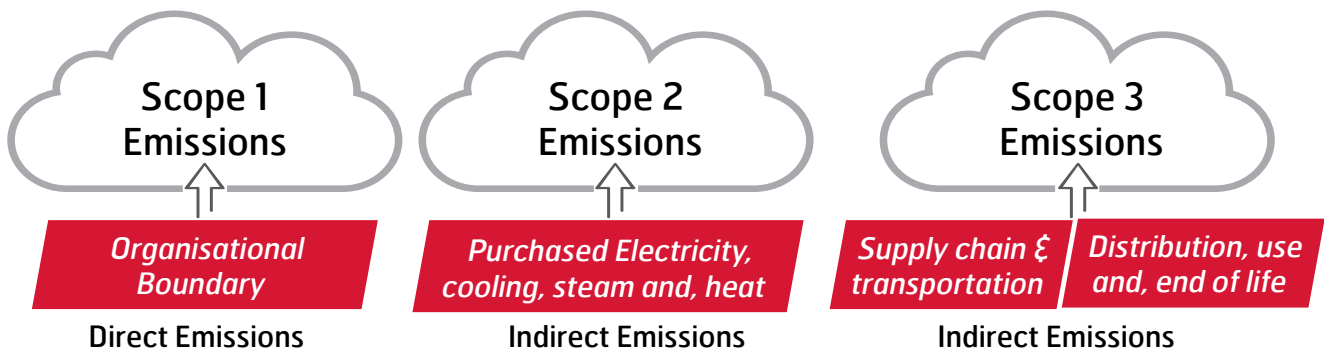 Scope 1
Emissions
Scope 2
Emissions
Scope 3
Emissions
Organisational
Boundary
Purchased Electricity,
cooling, steam and, heat
Supply chain &
transportation
Distribution, use
and, end of life
Direct Emissions
Indirect Emissions
Indirect Emissions